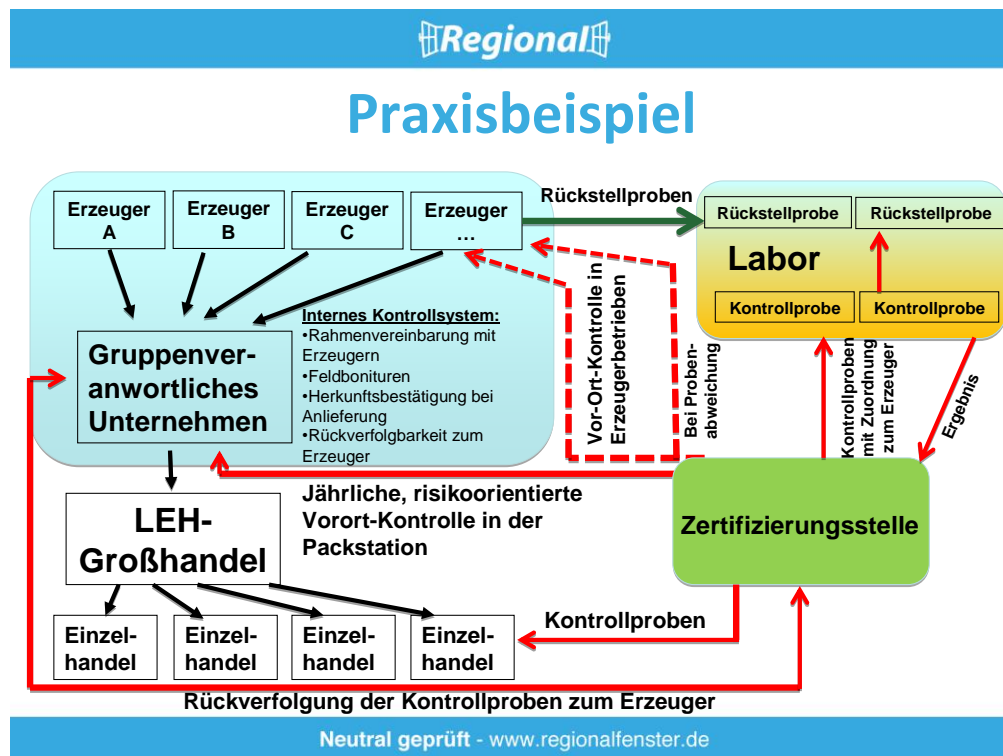 Regional
Praxisbeispiel
Erzeuger
A
Erzeuger
B
Erzeuger
C
Erzeuger
...
Rückstellproben
Rückstellprobe
Rückstellprobe
Labor
Kontrollprobe
Kontrollprobe
Gruppenver-
anwortliches
Unternehmen
Internes Kontrollsystem:
•Rahmenvereinbarung mit
Erzeugern
•Feldbonituren
•Herkunftsbestätigung bei
Anlieferung
•Rückverfolgbarkeit zum
Erzeuger
Vor-Ort-Kontrolle in
Erzeugerbetrieben
Bei Proben-
abweichung
Kontrollproben
mit Zuordnung
zum Erzeuger
Ergebnis
Jährliche, risikoorientierte
Vorort-Kontrolle in der
Packstation
Zertifizierungsstelle
LEH-
Großhandel
Einzel-
handel
Einzel-
handel
Einzel-
handel
Einzel-
handel
Kontrollproben
Rückverfolgung der Kontrollproben zum Erzeuger
Neutral geprüft - www.regionalfenster.de